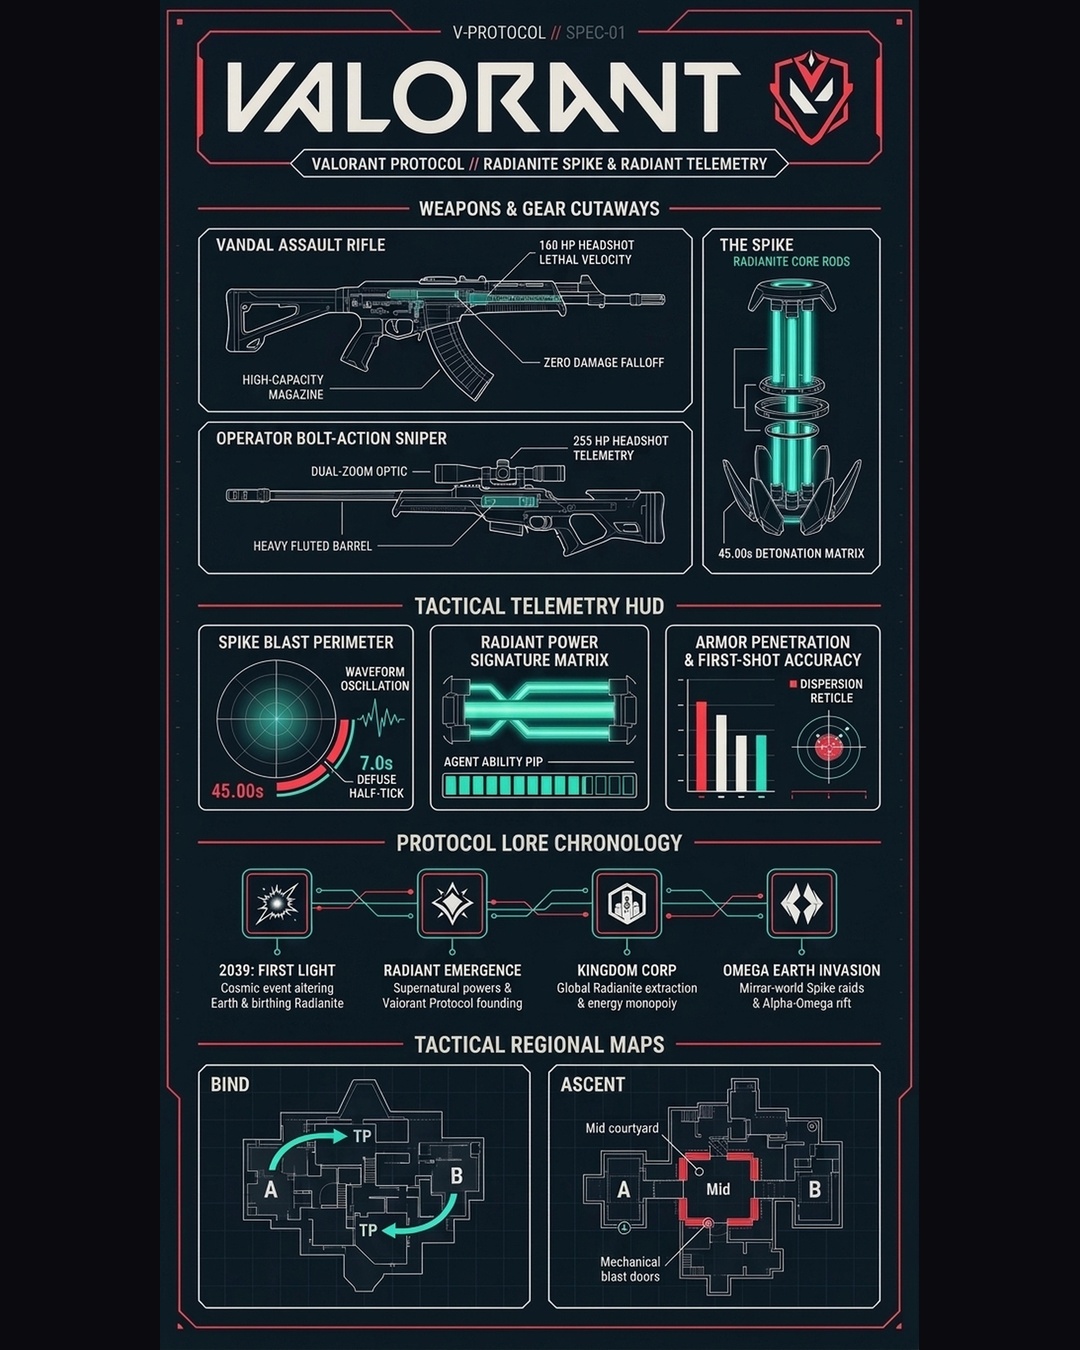 V-PROTOCOL // SPEC-01
VALORANT
VALORANT PROTOCOL // RADIANITE SPIKE & RADIANT TELEMETRY
WEAPONS & GEAR CUTAWAYS
VANDAL ASSAULT RIFLE
160 HP HEADSHOT
LETHAL VELOCITY
ZERO DAMAGE FALLOFF
HIGH-CAPACITY
MAGAZINE
THE SPIKE
RADIANITE CORE RODS
45.00s DETONATION MATRIX
OPERATOR BOLT-ACTION SNIPER
255 HP HEADSHOT
TELEMETRY
DUAL-ZOOM OPTIC
HEAVY FLUTED BARREL
TACTICAL TELEMETRY HUD
SPIKE BLAST PERIMETER
WAVEFORM
OSCILLATION
7.0s
DEFUSE
HALF-TICK
45.00s
RADIANT POWER
SIGNATURE MATRIX
AGENT ABILITY PIP
ARMOR PENETRATION
& FIRST-SHOT ACCURACY
DISPERSION
RETICLE
PROTOCOL LORE CHRONOLOGY
2039: FIRST LIGHT
Cosmic event aitering
Earth & birthing Radlanite
RADIANT EMERGENCE
Supernatural powers &
Vaiorant Protocol founding
KINGDOM CORP
Global Radianite extraction
& energy monopoiy
OMEGA EARTH INVASION
Mirrar-world Spike raids
& Alpha-Omega rift
TACTICAL REGIONAL MAPS
BIND
TP
A
B
TP
ASCENT
Mid courtyard
A
Mid
B
Mechanical
blast doors